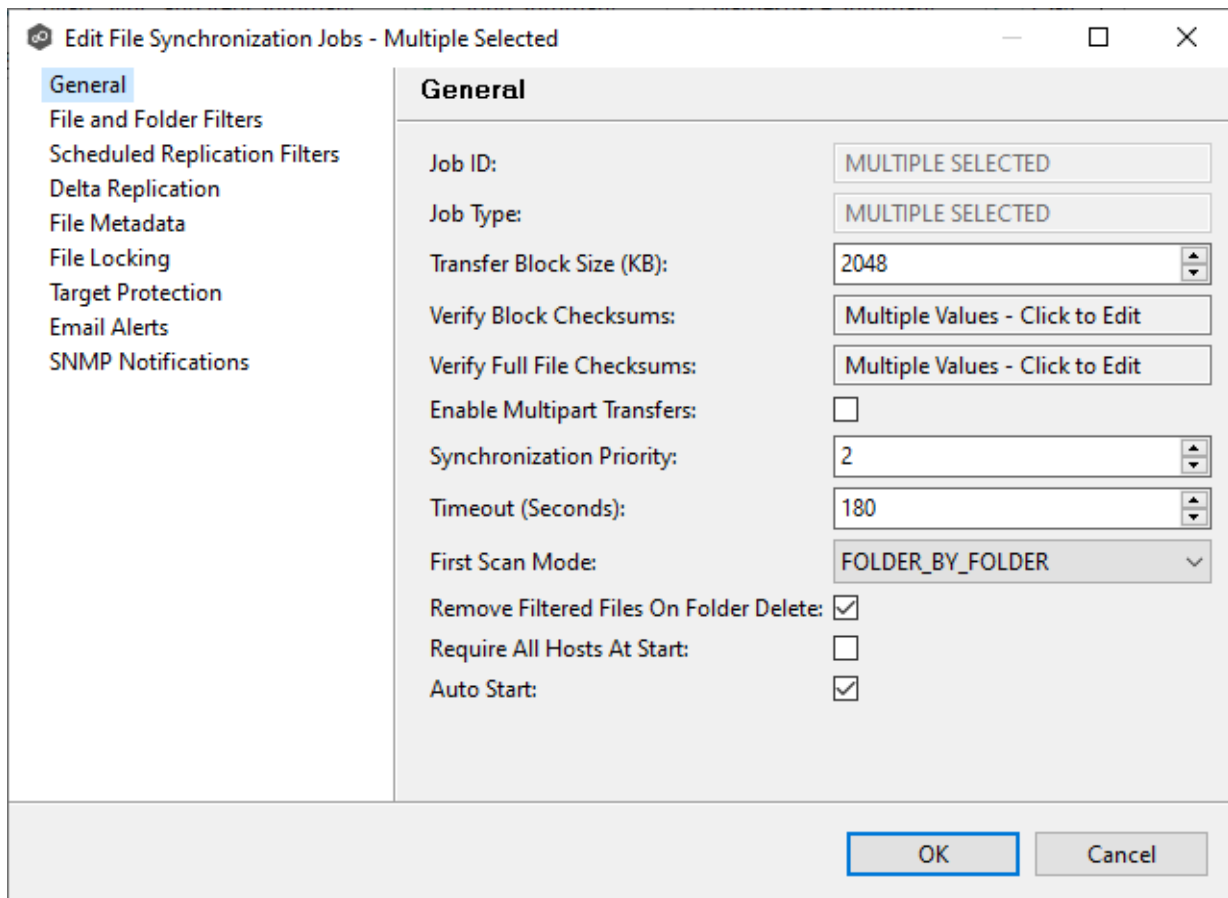 Edit File Synchronization Jobs - Multiple Selected
General
File and Folder Filters
Scheduled Replication Filters
Delta Replication
File Metadata
File Locking
Target Protection
Email Alerts
SNMP Notifications
General
Job ID: MULTIPLE SELECTED
Job Type: MULTIPLE SELECTED
Transfer Block Size (KB): 2048
Verify Block Checksums: Multiple Values - Click to Edit
Verify Full File Checksums: Multiple Values - Click to Edit
Enable Multipart Transfers:
Synchronization Priority: 2
Timeout (Seconds): 180
First Scan Mode: FOLDER_BY_FOLDER
Remove Filtered Files On Folder Delete:
Require All Hosts At Start:
Auto Start:
OK Cancel